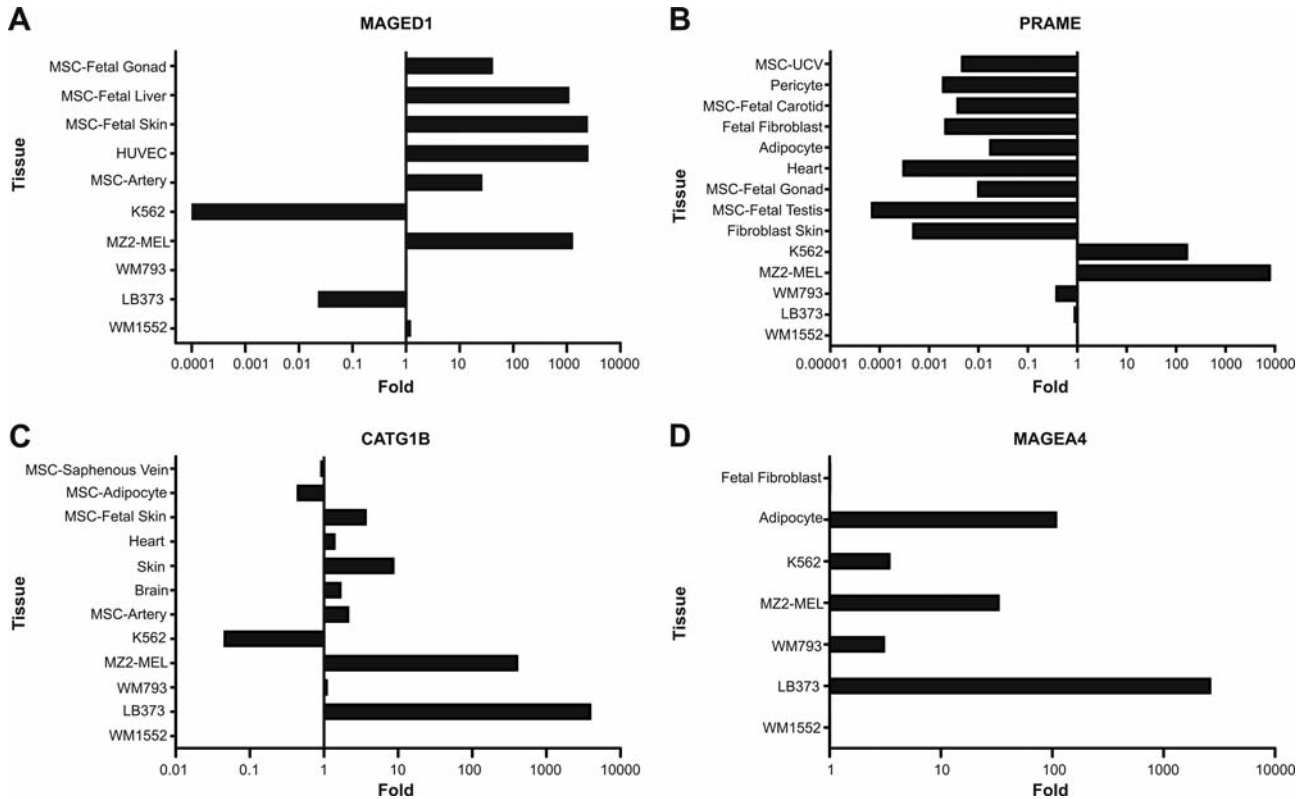 A
MAGED1
Tissue
MSC-Fetal Gonad
MSC-Fetal Liver
MSC-Fetal Skin
HUVEC
MSC-Artery
K562
MZ2-MEL
WM793
LB373
WM1552
0.0001 0.001 0.01 0.1 1 10 100 1000 10000
Fold
B
PRAME
Tissue
MSC-UCV
Pericyte
MSC-Fetal Carotid
Fetal Fibroblast
Adipocyte
Heart
MSC-Fetal Gonad
MSC-Fetal Testis
Fibroblast Skin
K562
MZ2-MEL
WM793
LB373
WM1552
0.00001 0.0001 0.001 0.01 0.1 1 10 100 1000 10000
Fold
C
CATG1B
Tissue
MSC-Saphenous Vein
MSC-Adipocyte
MSC-Fetal Skin
Heart
Skin
Brain
MSC-Artery
K562
MZ2-MEL
WM793
LB373
WM1552
0.01 0.1 1 10 100 1000 10000
Fold
D
MAGEA4
Tissue
Fetal Fibroblast
Adipocyte
K562
MZ2-MEL
WM793
LB373
WM1552
1 10 100 1000 10000
Fold